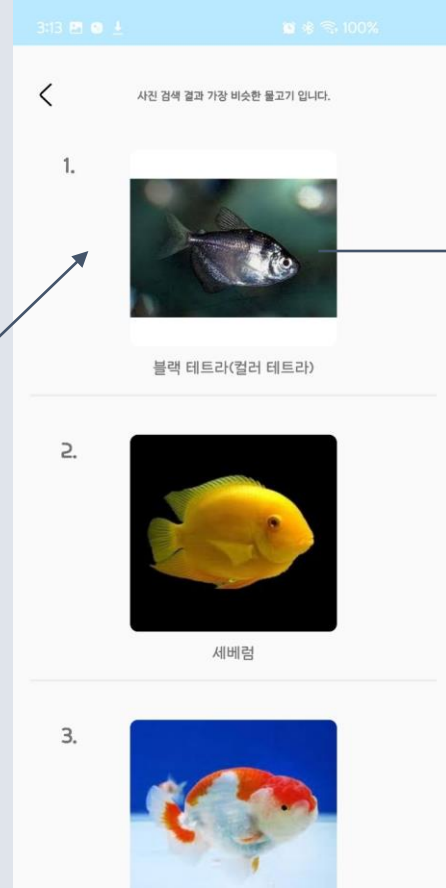 3:13 100%
사진 검색 결과 가장 비슷한 물고기 입니다.
1.
블랙 테트라(컬러 테트라)
2.
세베럼
3.